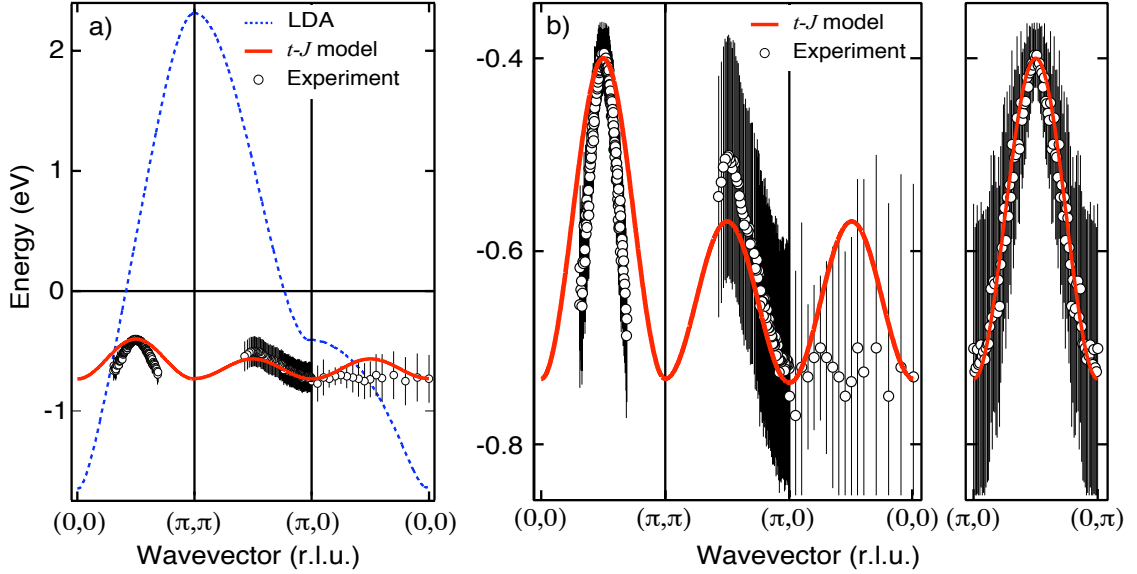 a)
LDA
t-J model
Experiment
2
1
0
-1
Energy (eV)
(0,0)
(π,π)
(π,0)
(0,0)
Wavevector (r.l.u.)
b)
t-J model
Experiment
-0.4
-0.6
-0.8
(0,0)
(π,π)
(π,0)
(0,0)
(π,0)
(0,π)
Wavevector (r.l.u.)